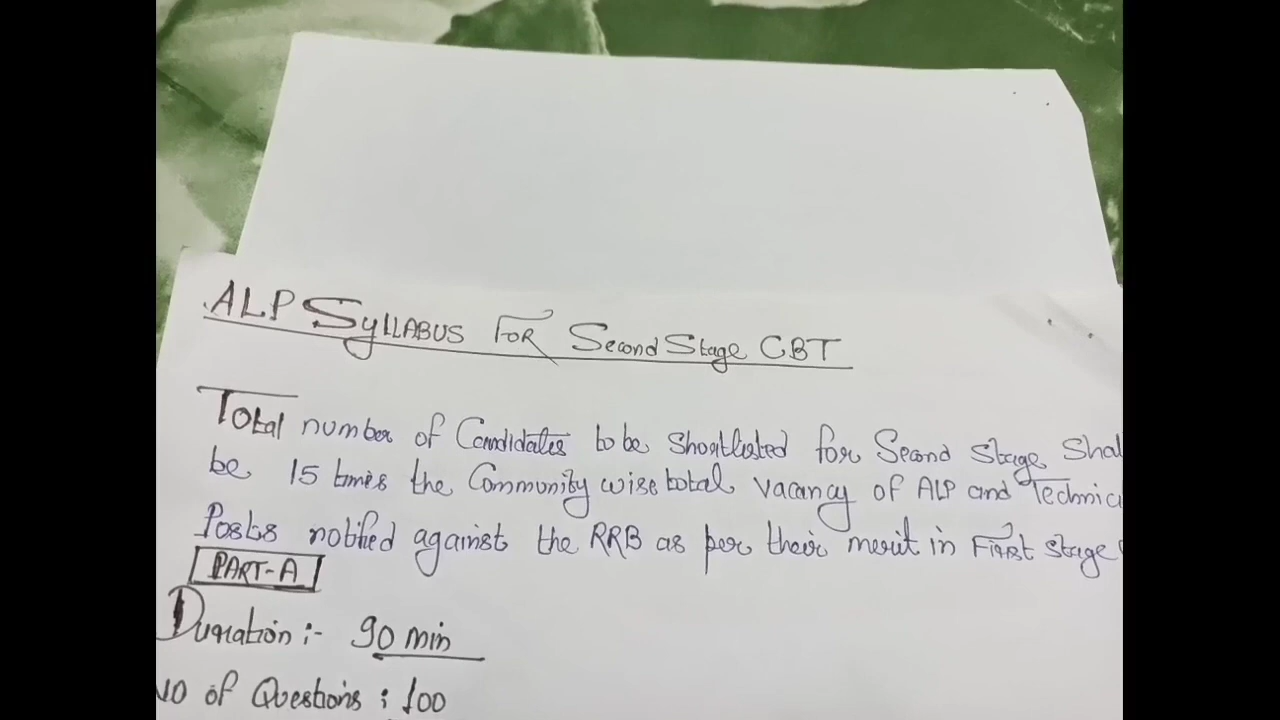 ALP SYLLABUS FOR Second Stage CBT
Total number of Candidates to be Shortlisted for Second Stage Shal
be 15 times the Community wise total vacancy of ALP and Technici
Posts notified against the RRB as per their merit in First Stage
PART-A
Duration :- 90 min
No of Questions : 100